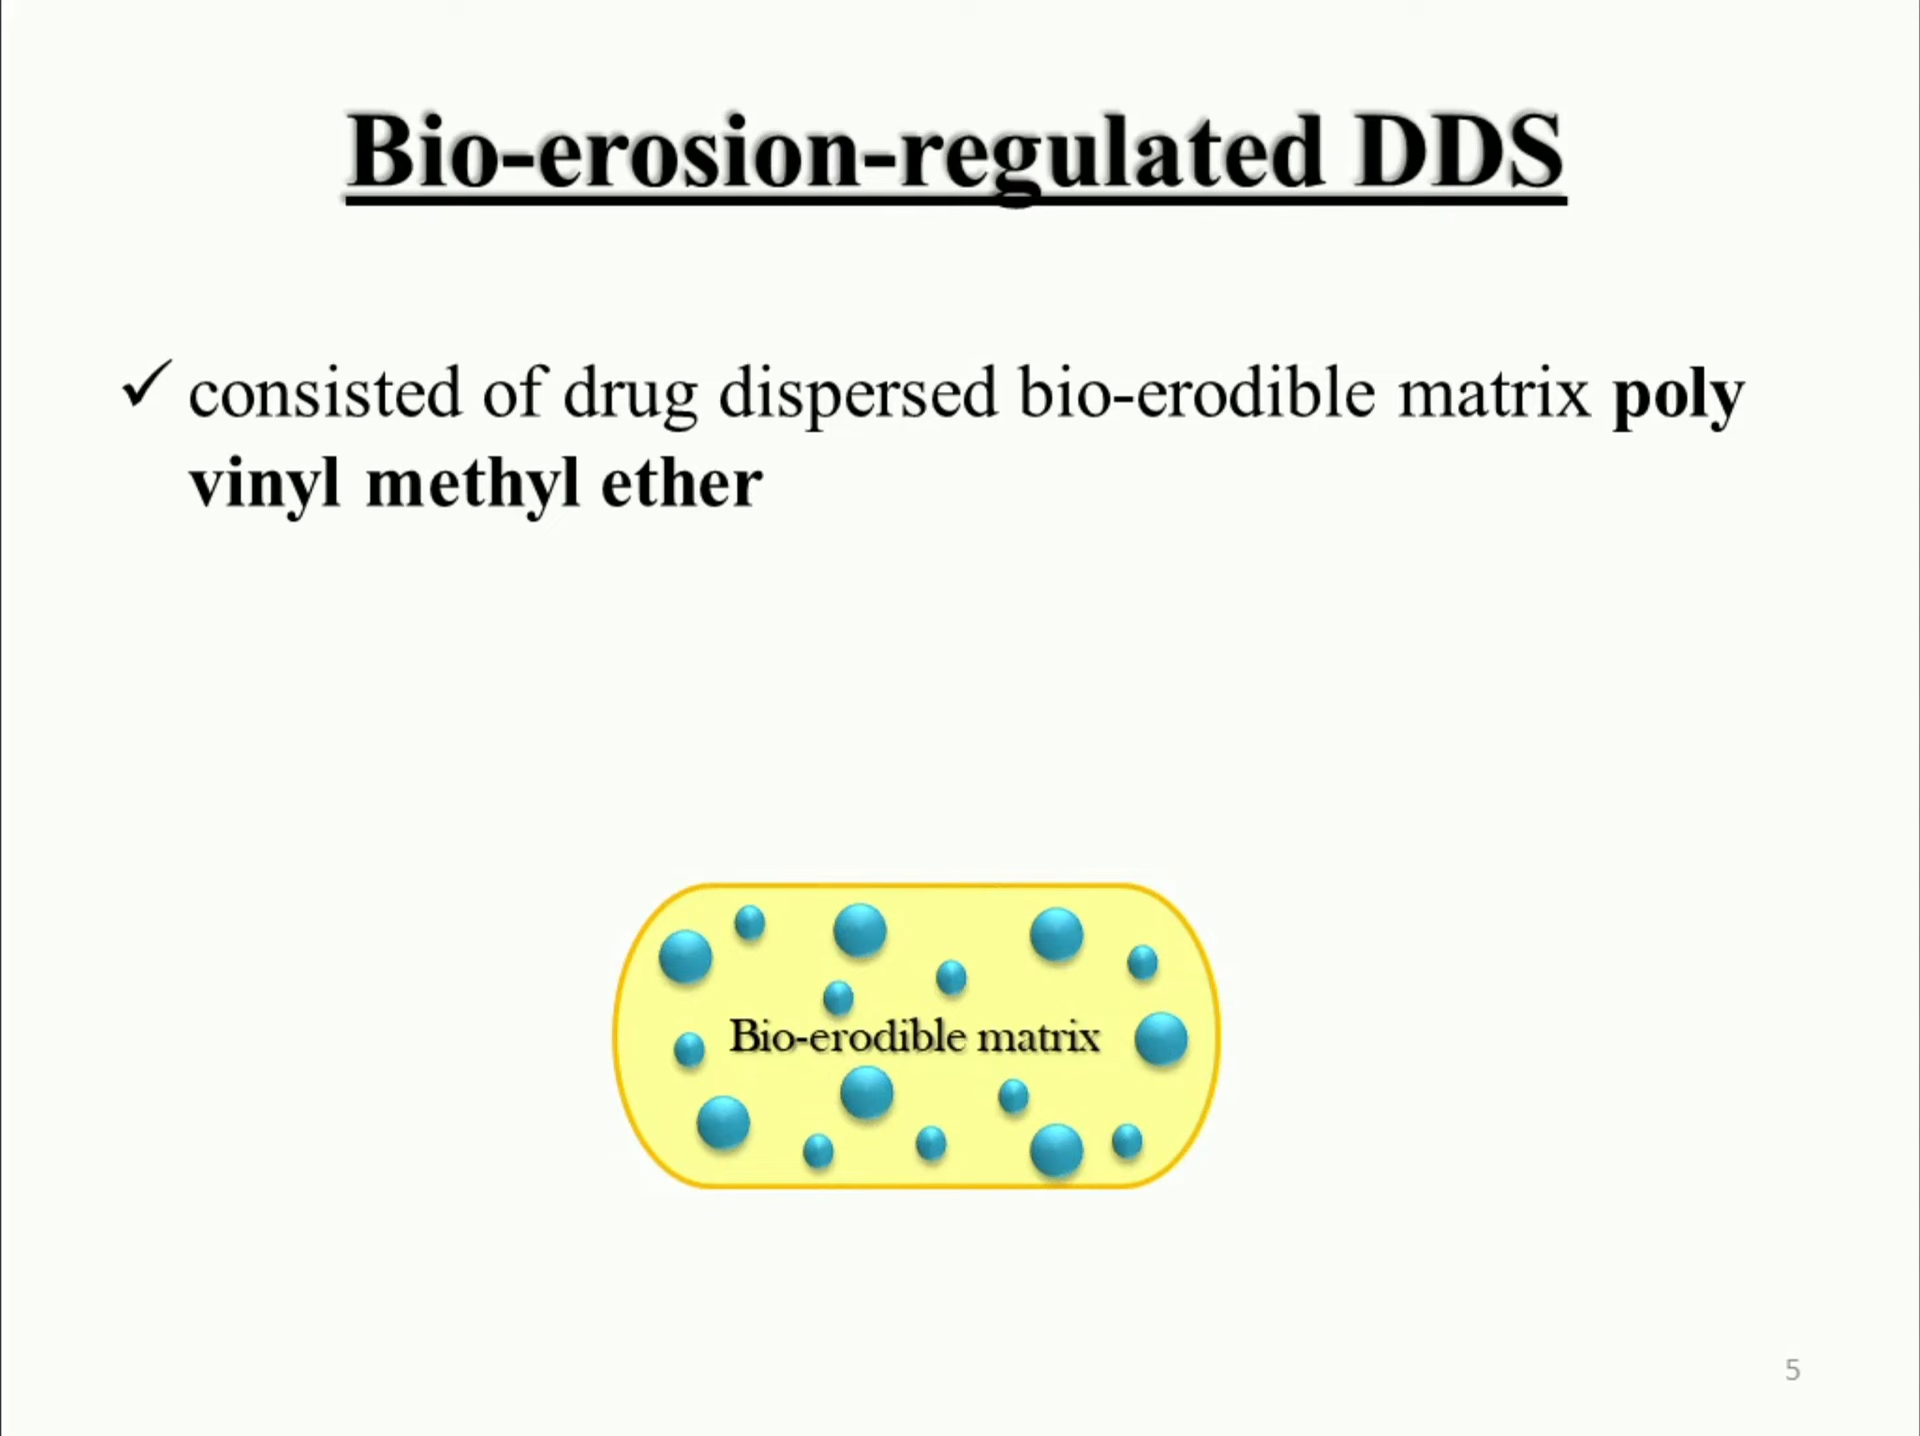 Bio-erosion-regulated DDS
✓ consisted of drug dispersed bio-erodible matrix poly
vinyl methyl ether
Bio-erodible matrix
5